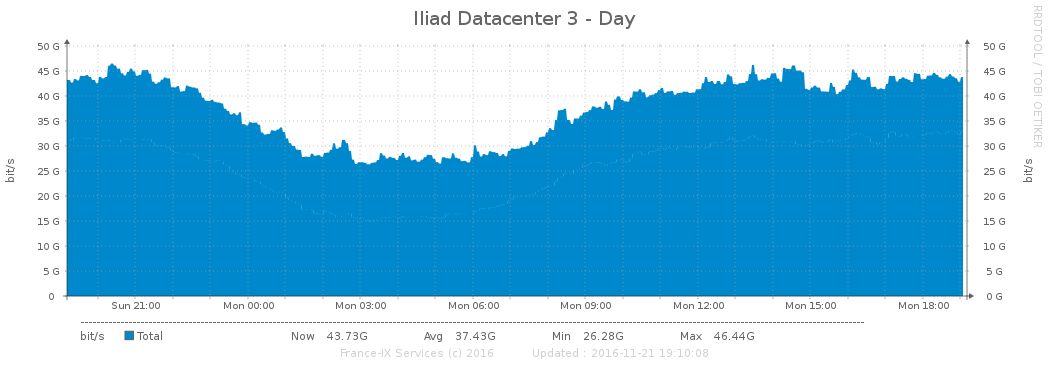 Iliad Datacenter 3 - Day
RRDTOOL / TOBI OETIKER
bit/s
50 G 50 G
45 G 45 G
40 G 40 G
35 G 35 G
30 G 30 G
25 G 25 G
20 G 20 G
15 G 15 G
10 G 10 G
5 G 5 G
0 0 G
bit/s
Sun 21:00 Mon 00:00 Mon 03:00 Mon 06:00 Mon 09:00 Mon 12:00 Mon 15:00 Mon 18:00
bit/s Total Now 43.73G Avg 37.43G Min 26.28G Max 46.44G
France-IX Services (c) 2016 Updated : 2016-11-21 19:10:08